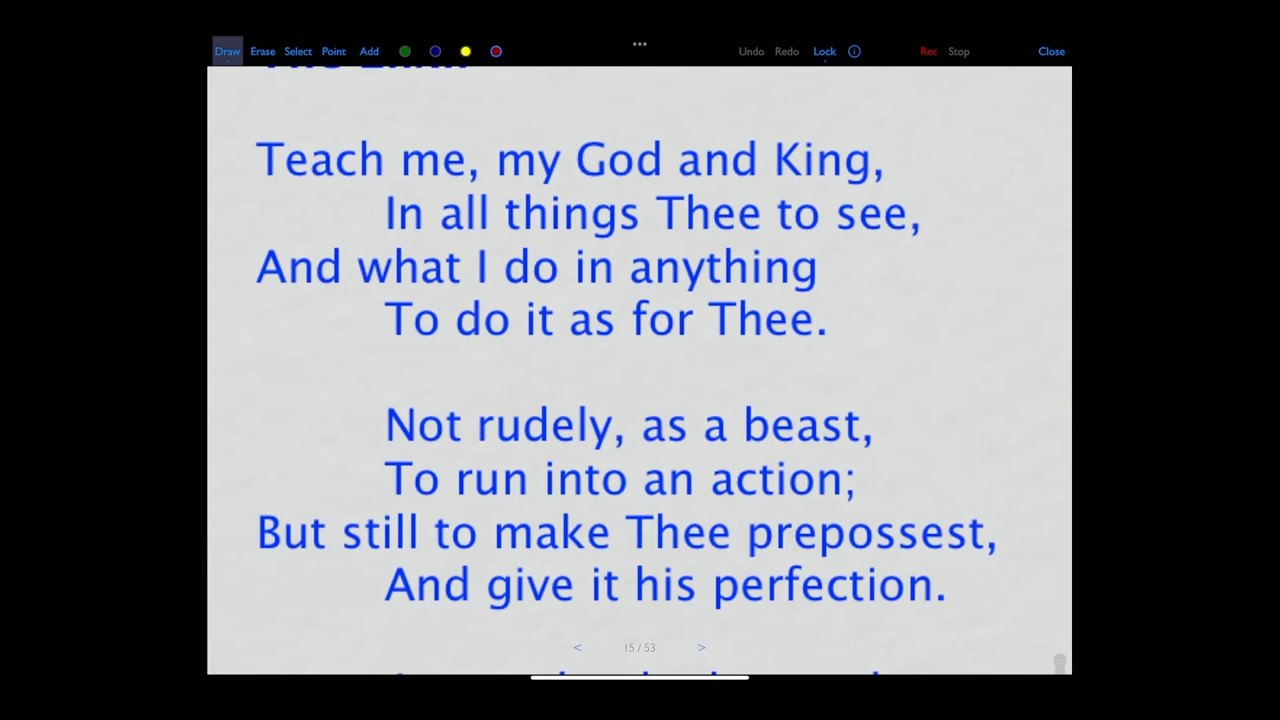 Draw Erase Select Point Add ••• Undo Redo Lock Rec Stop Close
Teach me, my God and King,
In all things Thee to see,
And what I do in anything
To do it as for Thee.
Not rudely, as a beast,
To run into an action;
But still to make Thee prepossest,
And give it his perfection.
< 15 / 53 >